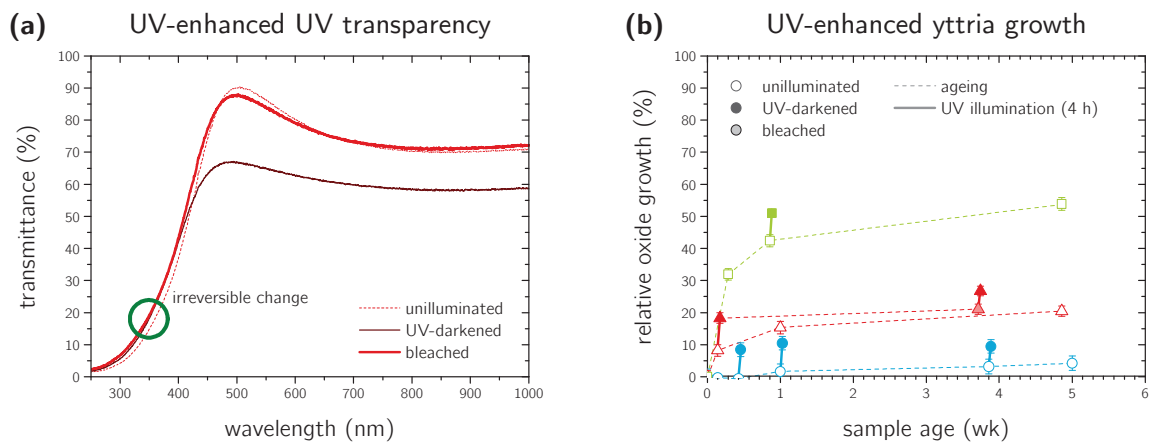 (a) UV-enhanced UV transparency
100
90
80
70
60
50
40
30
20
10
0
transmittance (%)
irreversible change
unilluminated
UV-darkened
bleached
300 400 500 600 700 800 900 1000
wavelength (nm)
(b) UV-enhanced yttria growth
100
90
80
70
60
50
40
30
20
10
0
relative oxide growth (%)
unilluminated
UV-darkened
bleached
ageing
UV illumination (4 h)
0 1 2 3 4 5 6
sample age (wk)